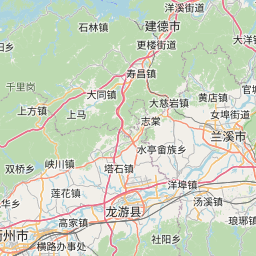 洋溪街道
建德市
石林镇
大洋镇
更楼街道
寿昌镇
千里岗
大同镇
官
黄店镇
大慈岩镇
上方镇
上马
女埠街道
志棠
兰溪市
水亭畲族乡
峡川镇
双桥乡
塔石镇
洋埠镇
莲花镇
汤溪镇
龙游县
高家镇
琅琊镇
衢州市
横路办事处
社阳乡